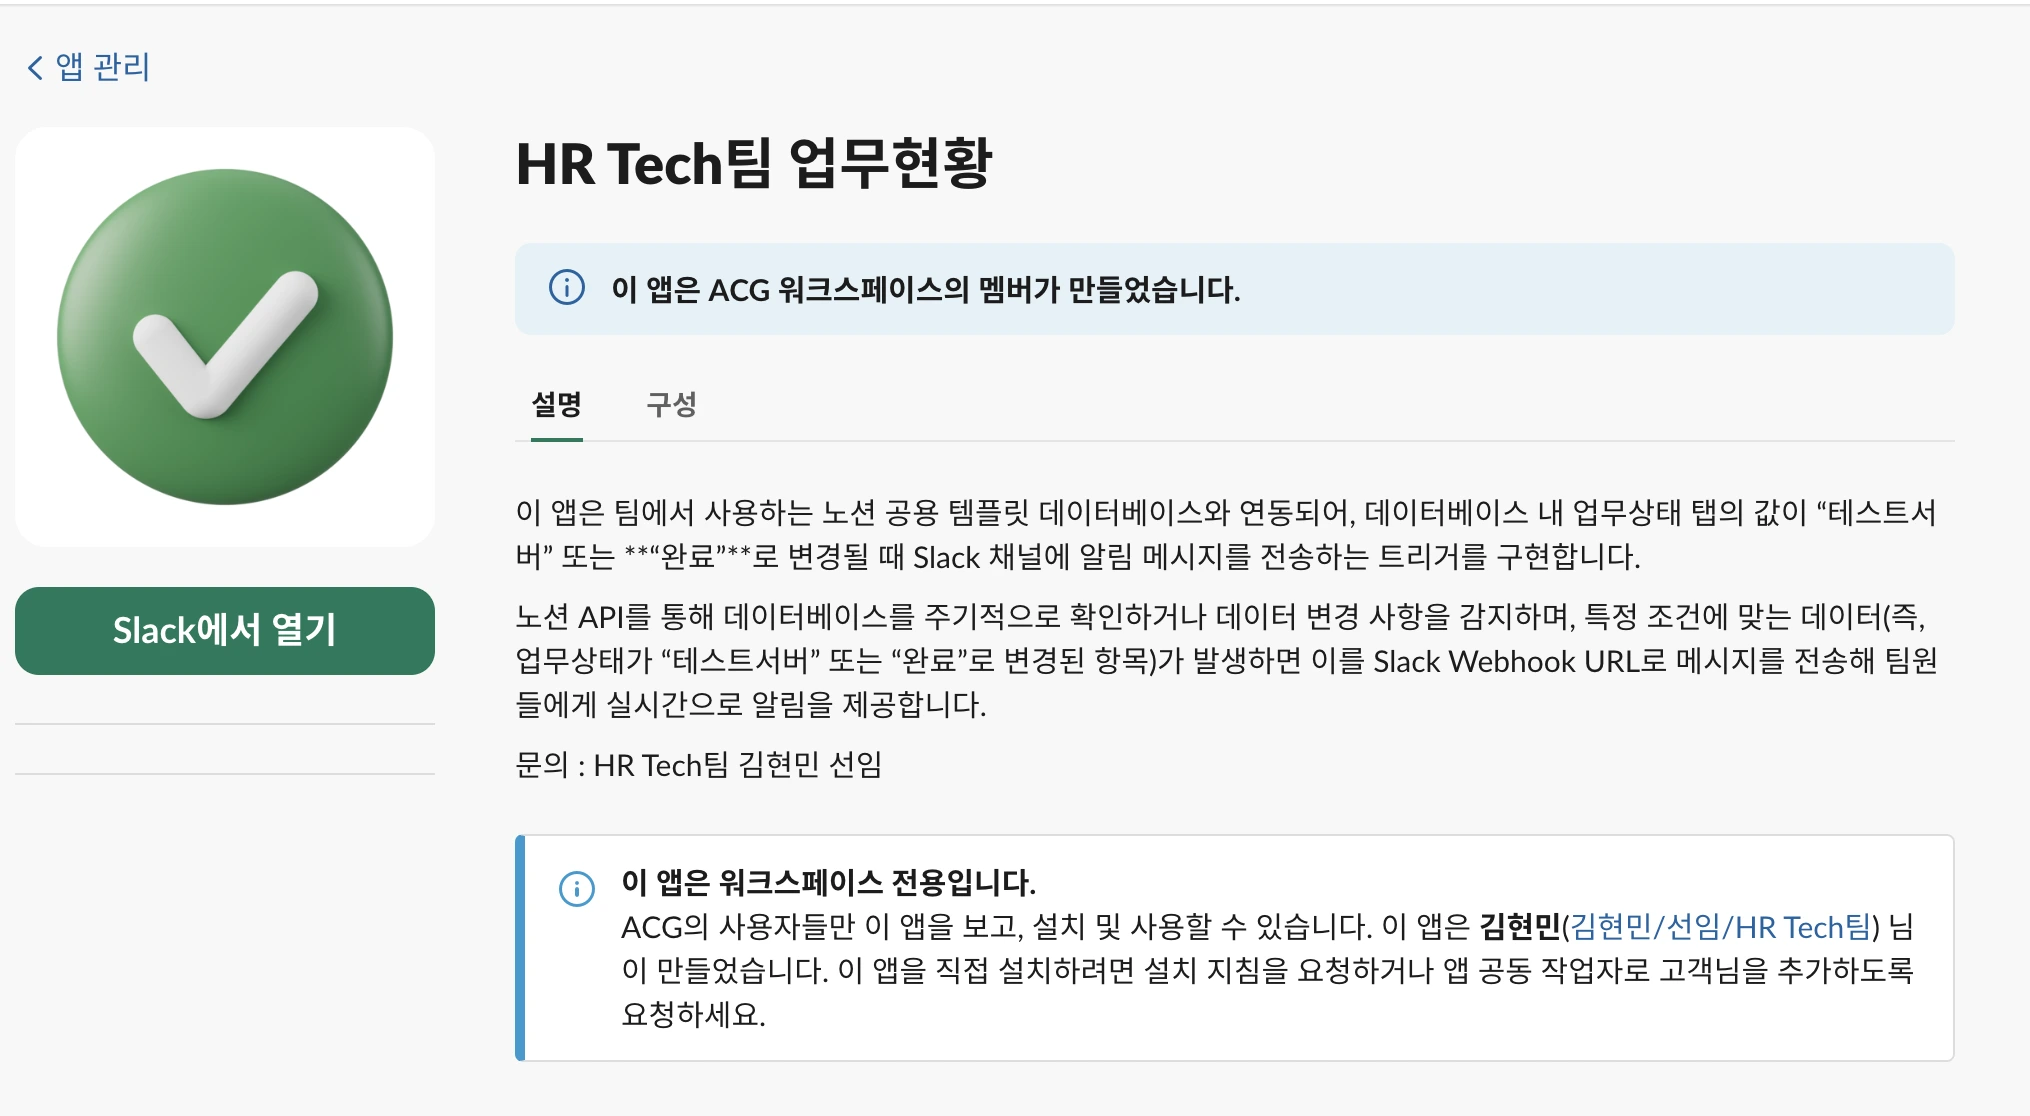 앱 관리
HR Tech팀 업무현황
이 앱은 ACG 워크스페이스의 멤버가 만들었습니다.
설명 구성
이 앱은 팀에서 사용하는 노션 공용 템플릿 데이터베이스와 연동되어, 데이터베이스 내 업무상태 탭의 값이 “테스트서
버” 또는 **“완료”**로 변경될 때 Slack 채널에 알림 메시지를 전송하는 트리거를 구현합니다.
노션 API를 통해 데이터베이스를 주기적으로 확인하거나 데이터 변경 사항을 감지하며, 특정 조건에 맞는 데이터(즉,
업무상태가 “테스트서버” 또는 “완료”로 변경된 항목)가 발생하면 이를 Slack Webhook URL로 메시지를 전송해 팀원
들에게 실시간으로 알림을 제공합니다.
문의 : HR Tech팀 김현민 선임
Slack에서 열기
이 앱은 워크스페이스 전용입니다.
ACG의 사용자들만 이 앱을 보고, 설치 및 사용할 수 있습니다. 이 앱은 김현민(김현민/선임/HR Tech팀) 님
이 만들었습니다. 이 앱을 직접 설치하려면 설치 지침을 요청하거나 앱 공동 작업자로 고객님을 추가하도록
요청하세요.